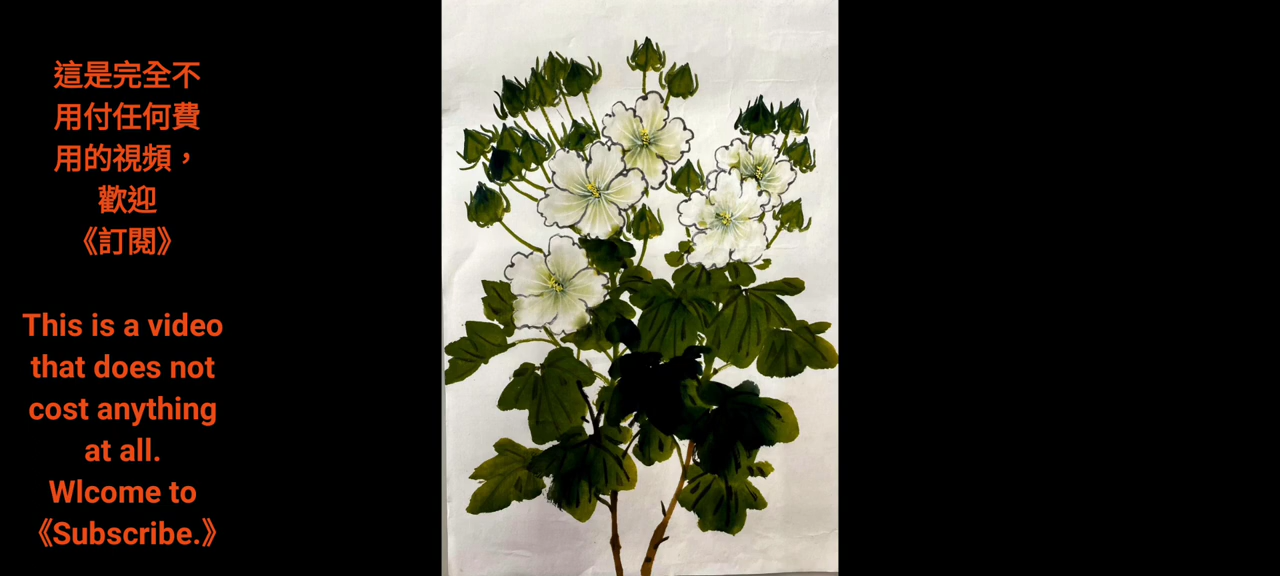 這是完全不
用付任何費
用的視頻，
歡迎
《訂閱》
This is a video
that does not
cost anything
at all.
Wlcome to
《Subscribe.》